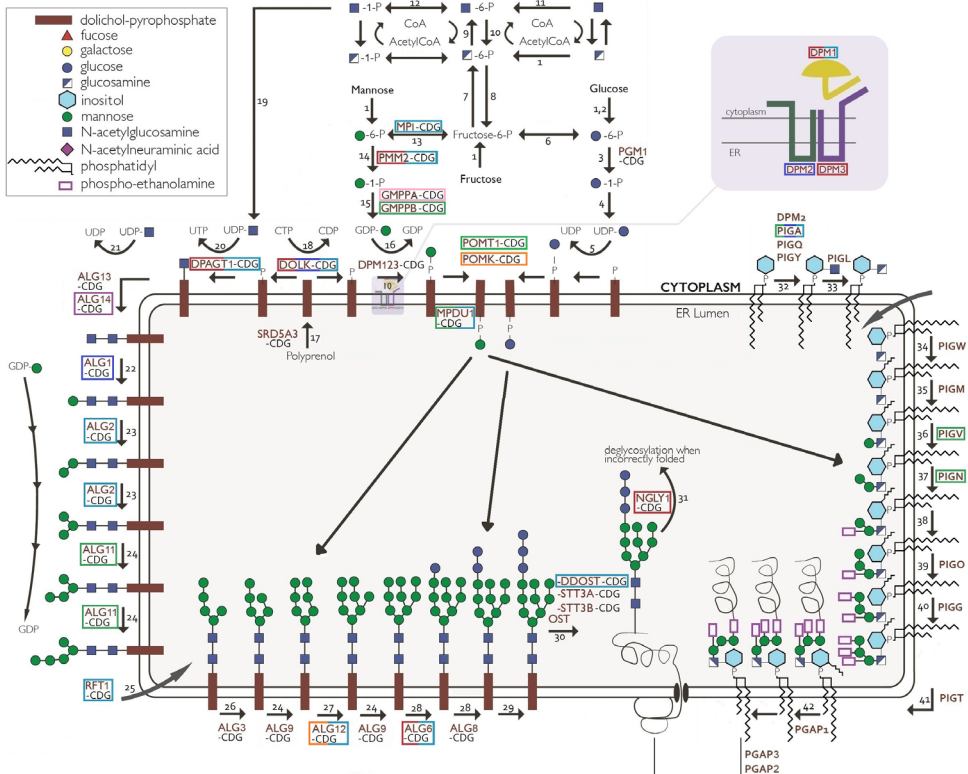 dolichol-pyrophosphate
fucose
galactose
glucose
glucosamine
inositol
mannose
N-acetylglucosamine
N-acetylneuraminic acid
phosphatidyl
phospho-ethanolamine
-1-P
12
-6-P
11
CoA
AcetylCoA
9
10
CoA
AcetylCoA
-1-P
-6-P
1
19
Mannose
1
-6-P
MPI-CDG
13
7
8
Fructose-6-P
6
Glucose
1,2
-6-P
14
PMM2-CDG
1
Fructose
3
PGM1
-CDG
-1-P
15
GMPPA-CDG
GMPPB-CDG
-1-P
4
DPM1
cytoplasm
ER
DPM2
DPM3
UDP
UDP-
21
UTP
UDP-
20
CTP
CDP
18
GDP-
GDP
16
POMT1-CDG
POMK-CDG
UDP
UDP-
5
DPM2
PIGA
PIGQ
PIGY
PIGL
32
33
ALG13
-CDG
ALG14
-CDG
DPAGT1-CDG
DOLK-CDG
DPM123-CDG
10
P
P
P
P
P
P
P
P
P
CYTOPLASM
ER Lumen
MPDU1
-CDG
P
P
SRD5A3
-CDG
17
Polyprenol
GDP-
ALG1
-CDG
22
ALG2
-CDG
23
ALG2
-CDG
23
ALG11
-CDG
24
ALG11
-CDG
24
GDP
RFT1
-CDG
25
P
34
PIGW
P
35
PIGM
P
36
PIGV
P
37
PIGN
P
38
P
39
PIGO
P
40
PIGG
P
41
PIGT
deglycosylation when
incorrectly folded
NGLY1
-CDG
31
-DDOST-CDG
-STT3A-CDG
-STT3B-CDG
OST
30
P
P
P
26
ALG3
-CDG
24
ALG9
-CDG
27
ALG12
-CDG
24
ALG9
-CDG
28
ALG6
-CDG
28
ALG8
-CDG
29
42
PGAP1
PGAP3
PGAP2